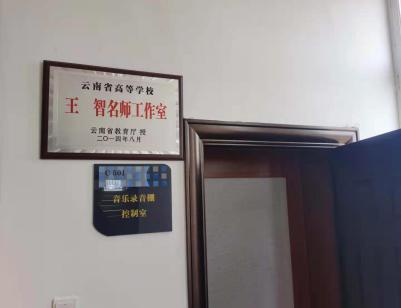 云南省高等学校
王 智名师工作室
云南省教育厅 授
二〇一四年八月
C 501
音乐录音棚
控制室